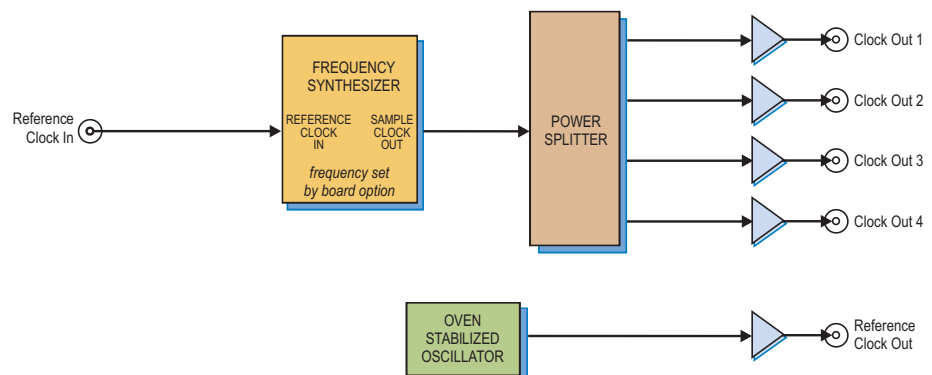 Reference
Clock In
FREQUENCY
SYNTHESIZER
REFERENCE
CLOCK
IN
SAMPLE
CLOCK
OUT
frequency set
by board option
POWER
SPLITTER
Clock Out 1
Clock Out 2
Clock Out 3
Clock Out 4
OVEN
STABILIZED
OSCILLATOR
Reference
Clock Out